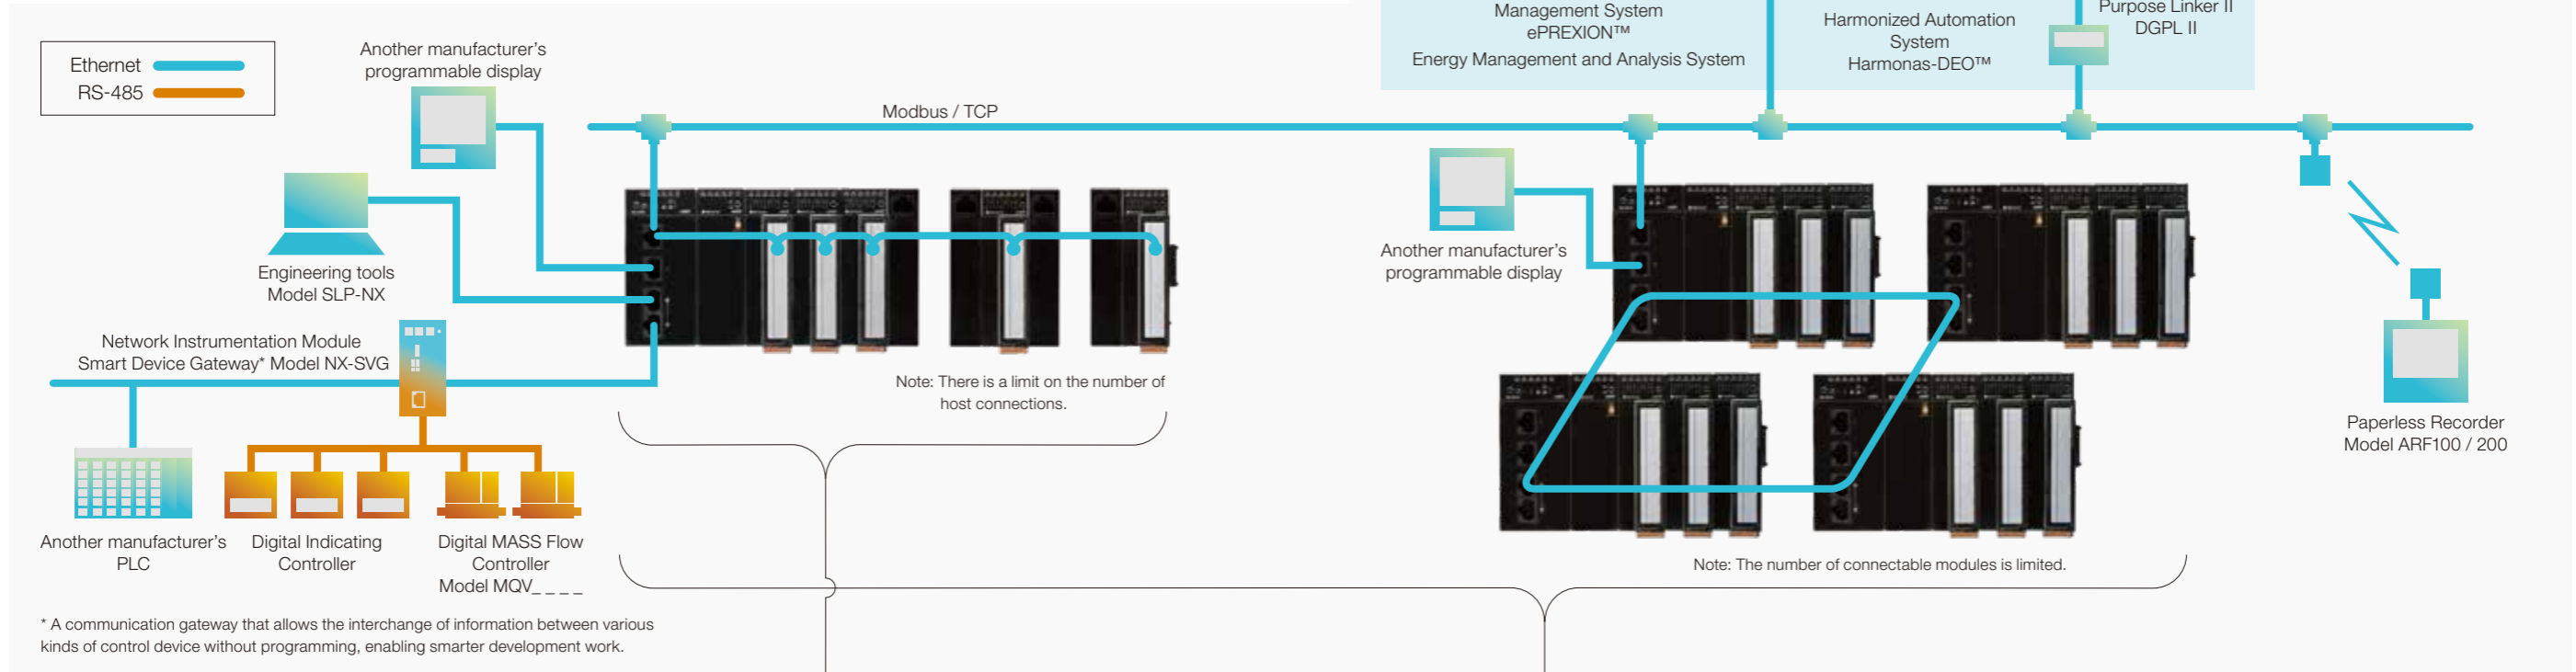 Management System
ePREXION™
Energy Management and Analysis System
Harmonized Automation
System
Harmonas-DEO™
Purpose Linker II
DGPL II
Ethernet
RS-485
Another manufacturer's
programmable display
Modbus / TCP
Engineering tools
Model SLP-NX
Another manufacturer's
programmable display
Network Instrumentation Module
Smart Device Gateway* Model NX-SVG
Note: There is a limit on the number of
host connections.
Paperless Recorder
Model ARF100 / 200
Another manufacturer's
PLC
Digital Indicating
Controller
Digital MASS Flow
Controller
Model MQV_ _ _ _
Note: The number of connectable modules is limited.
* A communication gateway that allows the interchange of information between various
kinds of control device without programming, enabling smarter development work.